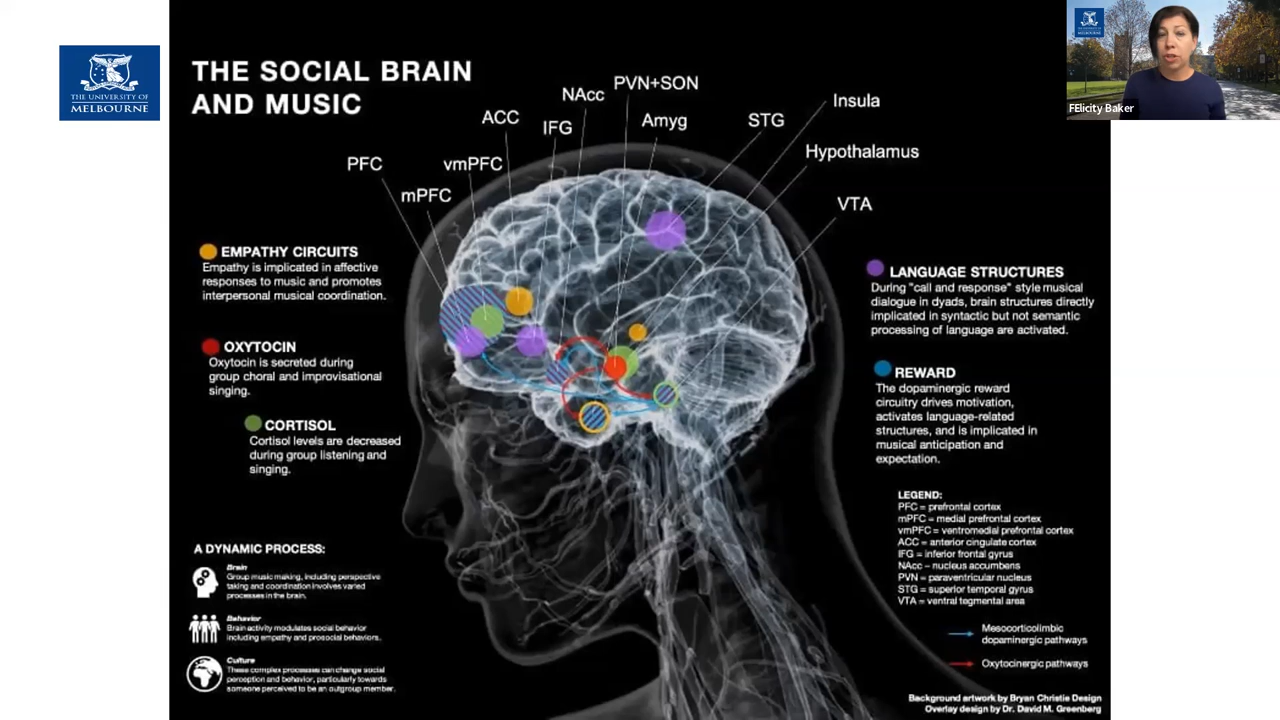 THE UNIVERSITY OF
MELBOURNE
THE SOCIAL BRAIN
AND MUSIC
PFC
mPFC
vmPFC
ACC
IFG
NAcc
PVN+SON
Amyg
STG
Insula
Hypothalamus
VTA
EMPATHY CIRCUITS
Empathy is implicated in affective
responses to music and promotes
interpersonal musical coordination.
OXYTOCIN
Oxytocin is secreted during
group choral and improvisational
singing.
CORTISOL
Cortisol levels are decreased
during group listening and
singing.
A DYNAMIC PROCESS:
Brain
Group music making, including perspective
taking and coordination involves varied
processes in the brain.
Behavior
Brain activity modulates social behavior
including empathy and prosocial behaviors.
Culture
These complex processes can change social
perception and behavior, particularly towards
someone perceived to be an outgroup member.
LANGUAGE STRUCTURES
During "call and response" style musical
dialogue in dyads, brain structures directly
implicated in syntactic but not semantic
processing of language are activated.
REWARD
The dopaminergic reward
circuitry drives motivation,
activates language-related
structures, and is implicated in
musical anticipation and
expectation.
LEGEND:
PFC = prefrontal cortex
mPFC = medial prefrontal cortex
vmPFC = ventromedial prefrontal cortex
ACC = anterior cingulate cortex
IFG = inferior frontal gyrus
NAcc – nucleus accumbens
PVN = paraventricular nucleus
STG = superior temporal gyrus
VTA = ventral tegmental area
Mesocorticolimbic
dopaminergic pathways
Oxytocinergic pathways
Background artwork by Bryan Christie Design
Overlay design by Dr. David M. Greenberg
MELBOURNE
FElicity Baker